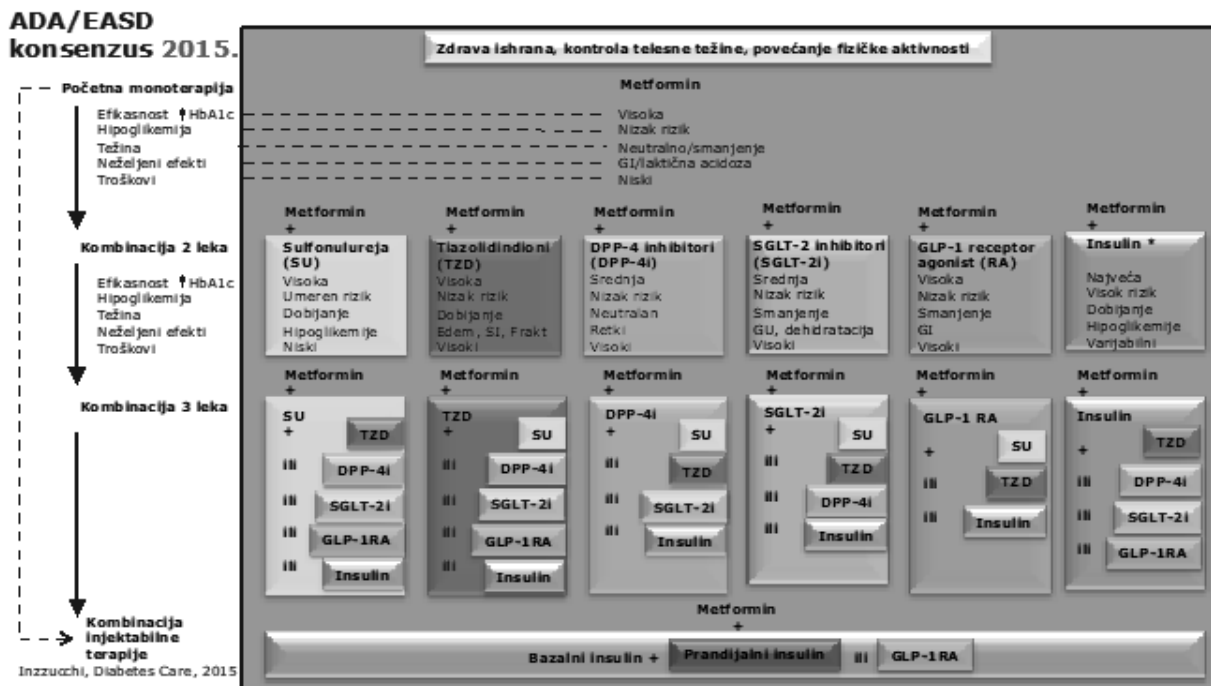 ADA/EASD
konsenzus 2015.
Zdrava ishrana, kontrola telesne težine, povećanje fizičke aktivnosti
Početna monoterapija
Metformin
Efikasnost HbA1c
Visoka
Hipoglikemija
Nizak rizik
Težina
Neutralno/smanjenje
Neželjeni efekti
GI/laktična acidoza
Troškovi
Niski
Kombinacija 2 leka
Efikasnost HbA1c
Hipoglikemija
Težina
Neželjeni efekti
Troškovi
Metformin
+
Sulfonulureja
(SU)
Visoka
Umeren rizik
Dobijanje
Hipoglikemije
Niski
Metformin
+
Tiazolidindioni
(TZD)
Visoka
Nizak rizik
Dobijanje
Edem, SI, Frakt
Visoki
Metformin
+
DPP-4 inhibitori
(DPP-4i)
Srednja
Nizak rizik
Neutralan
Retki
Visoki
Metformin
+
SGLT-2 inhibitori
(SGLT-2i)
Srednja
Nizak rizik
Smanjenje
GU, dehidratacija
Visoki
Metformin
+
GLP-1 receptor
agonist (RA)
Visoka
Nizak rizik
Smanjenje
GI
Visoki
Metformin
+
Insulin *
Najveća
Visok rizik
Dobijanje
Hipoglikemije
Varijabilni
Kombinacija 3 leka
Metformin
+
SU
+
TZD
ili
DPP-4i
ili
SGLT-2i
ili
GLP-1RA
ili
Insulin
Metformin
+
TZD
+
SU
ili
DPP-4i
ili
SGLT-2i
ili
GLP-1RA
ili
Insulin
Metformin
+
DPP-4i
+
SU
ili
TZD
ili
SGLT-2i
ili
Insulin
Metformin
+
SGLT-2i
+
SU
ili
TZD
ili
DPP-4i
ili
Insulin
Metformin
+
GLP-1 RA
+
SU
ili
TZD
ili
Insulin
Metformin
+
Insulin
+
TZD
ili
DPP-4i
ili
SGLT-2i
ili
GLP-1RA
Kombinacija
injektabilne
terapije
Metformin
+
Bazalni insulin + Prandijalni insulin ili GLP-1RA
Inzzucchi, Diabetes Care, 2015